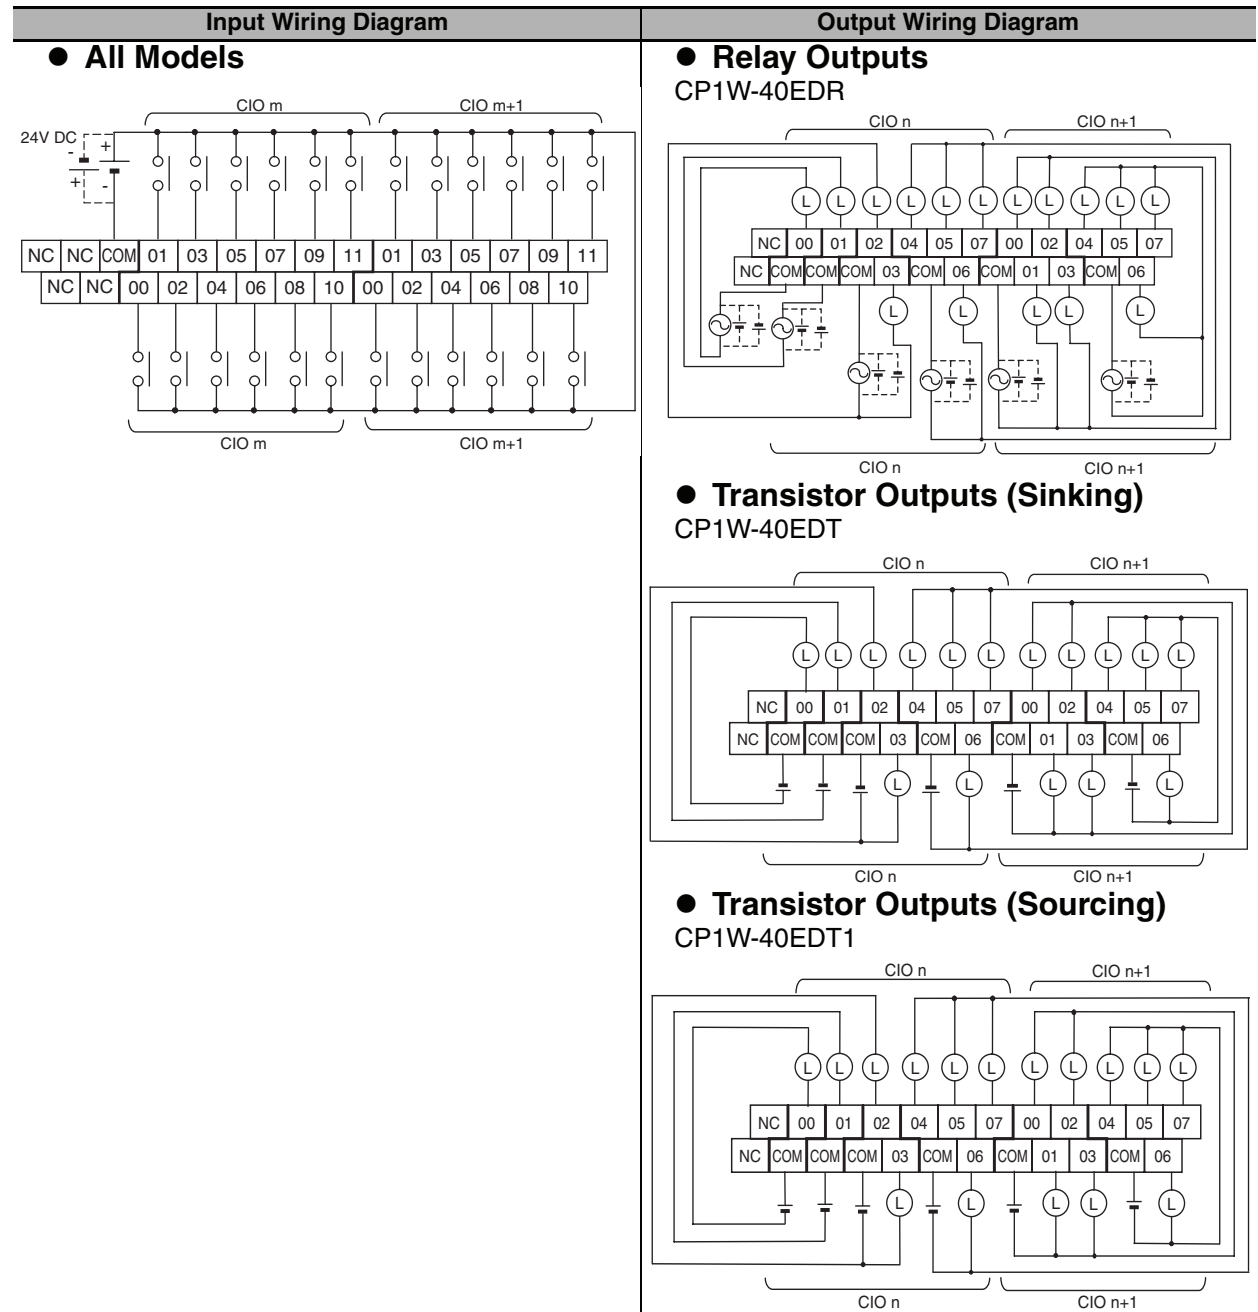 Input Wiring Diagram
● All Models
CIO m CIO m+1
24V DC
- +
+ -
NC NC COM 01 03 05 07 09 11 01 03 05 07 09 11
NC NC 00 02 04 06 08 10 00 02 04 06 08 10
CIO m CIO m+1
Output Wiring Diagram
● Relay Outputs
CP1W-40EDR
CIO n CIO n+1
L L L L L L L L L L L
NC 00 01 02 04 05 07 00 02 04 05 07
NC COM COM COM 03 COM 06 COM 01 03 COM 06
L L L L L
CIO n CIO n+1
● Transistor Outputs (Sinking)
CP1W-40EDT
CIO n CIO n+1
L L L L L L L L L L L
NC 00 01 02 04 05 07 00 02 04 05 07
NC COM COM COM 03 COM 06 COM 01 03 COM 06
L L L L L
CIO n CIO n+1
● Transistor Outputs (Sourcing)
CP1W-40EDT1
CIO n CIO n+1
L L L L L L L L L L L
NC 00 01 02 04 05 07 00 02 04 05 07
NC COM COM COM 03 COM 06 COM 01 03 COM 06
L L L L L
CIO n CIO n+1